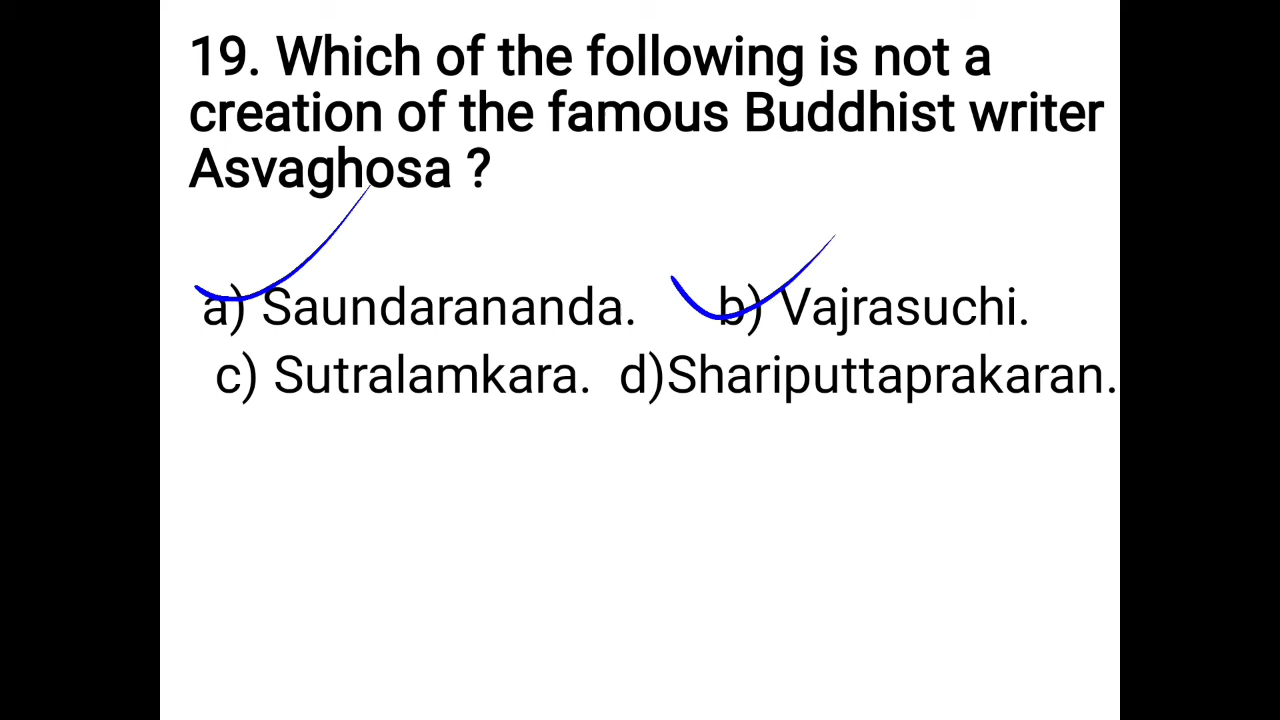 19. Which of the following is not a
creation of the famous Buddhist writer
Asvaghosa ?
a) Saundarananda. b) Vajrasuchi.
c) Sutralamkara. d)Shariputtaprakaran.